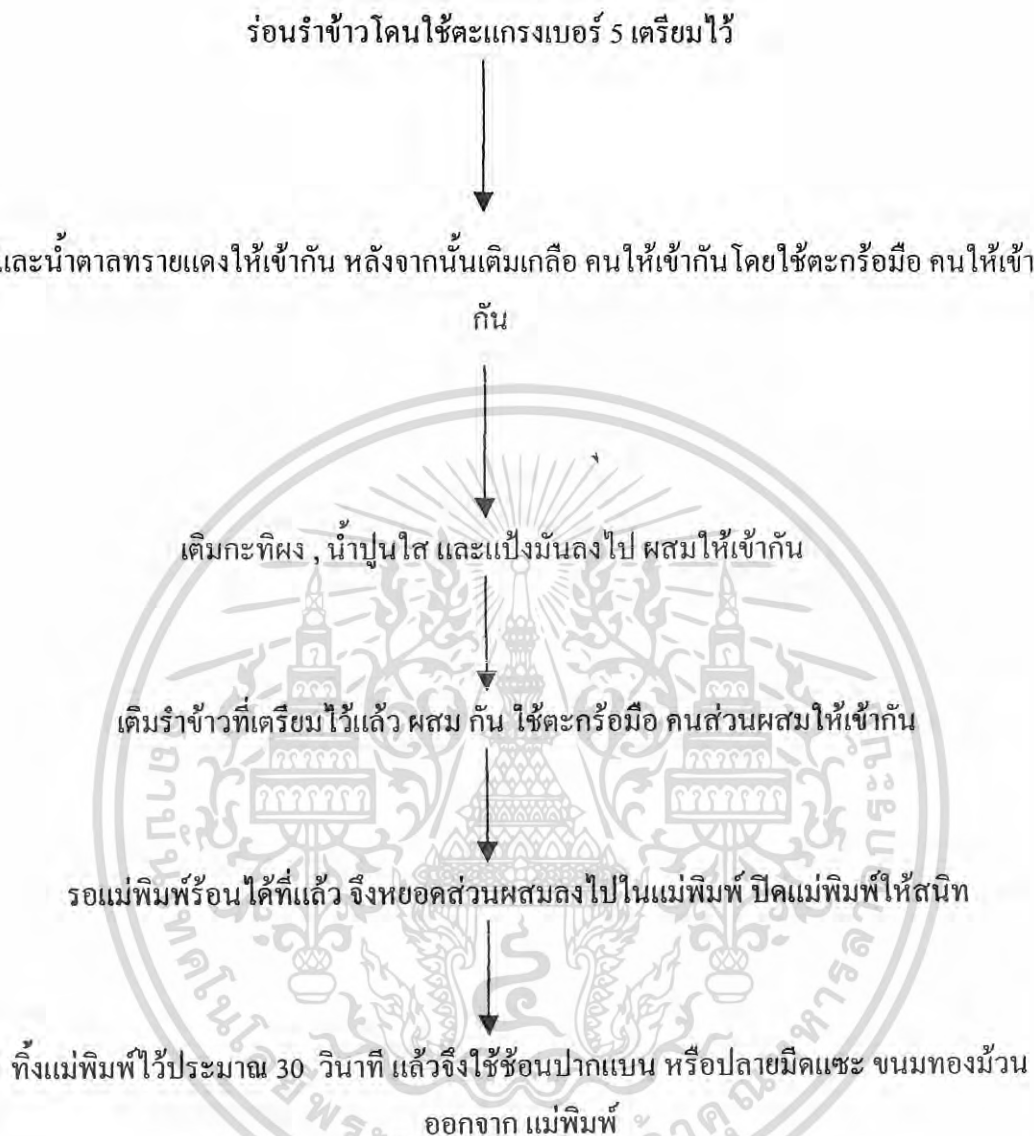 ร่อนรำข้าวโดนใช้ตะแกรงเบอร์ 5 เตรียมไว้
และน้ำตาลทรายแดงให้เข้ากัน หลังจากนั้นเติมเกลือ คนให้เข้ากันโดยใช้ตะกร้อมือ คนให้เข้า
กัน
เติมกะทิผง , น้ำปูนใส และแป้งมันลงไป ผสมให้เข้ากัน
เติมรำข้าวที่เตรียมไว้แล้ว ผสม กัน ใช้ตะกร้อมือ คนส่วนผสมให้เข้ากัน
รอแม่พิมพ์ร้อนได้ที่แล้ว จึงหยอดส่วนผสมลงไปในแม่พิมพ์ ปิดแม่พิมพ์ให้สนิท
ทิ้งแม่พิมพ์ไว้ประมาณ 30 วินาที แล้วจึงใช้ช้อนปากแบน หรือปลายมีดแซะ ขนมทองม้วน
ออกจาก แม่พิมพ์